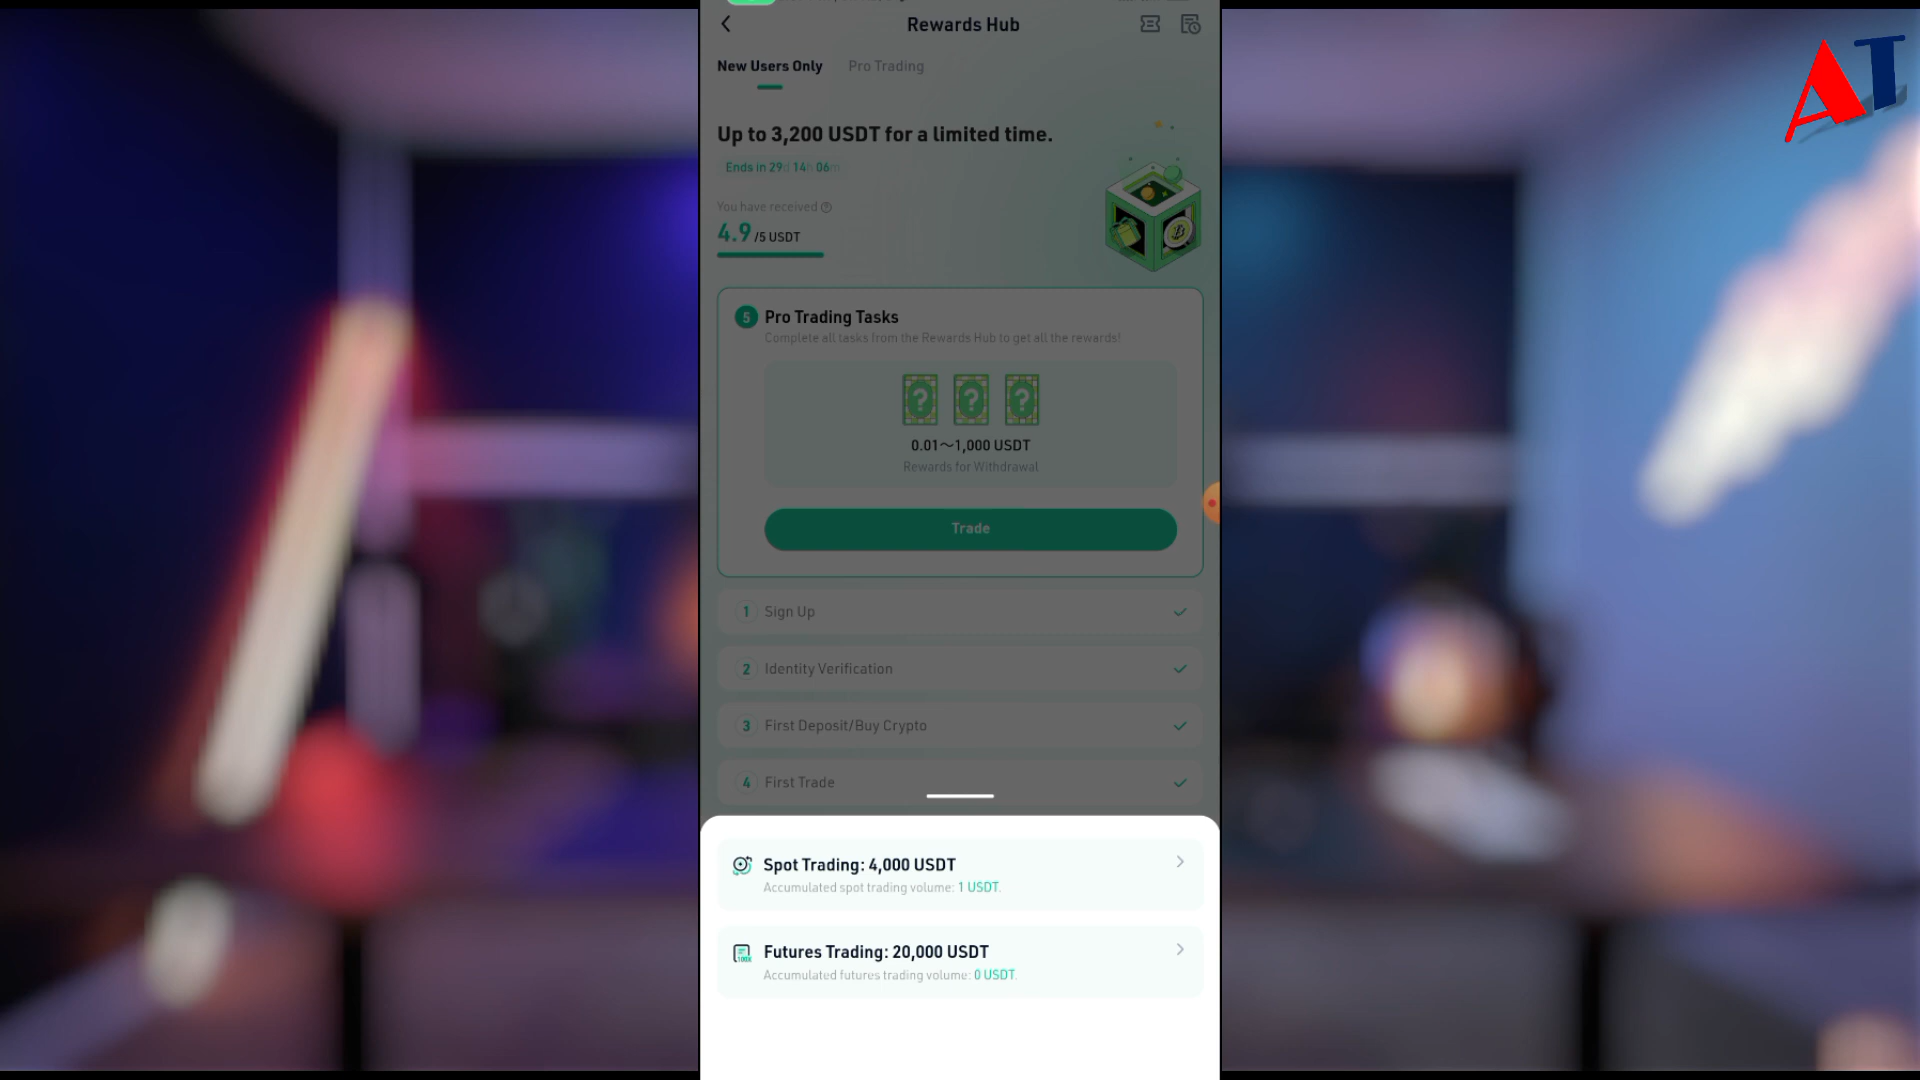 Rewards Hub
New Users Only
Pro Trading
Up to 3,200 USDT for a limited time.
Ends in 29d 14h 06m
You have received
4.9 /5 USDT
5 Pro Trading Tasks
Complete all tasks from the Rewards Hub to get all the rewards!
? ? ?
0.01～1,000 USDT
Rewards for Withdrawal
Trade
1 Sign Up
2 Identity Verification
3 First Deposit/Buy Crypto
4 First Trade
Spot Trading: 4,000 USDT
Accumulated spot trading volume: 1 USDT.
Futures Trading: 20,000 USDT
Accumulated futures trading volume: 0 USDT.
AT